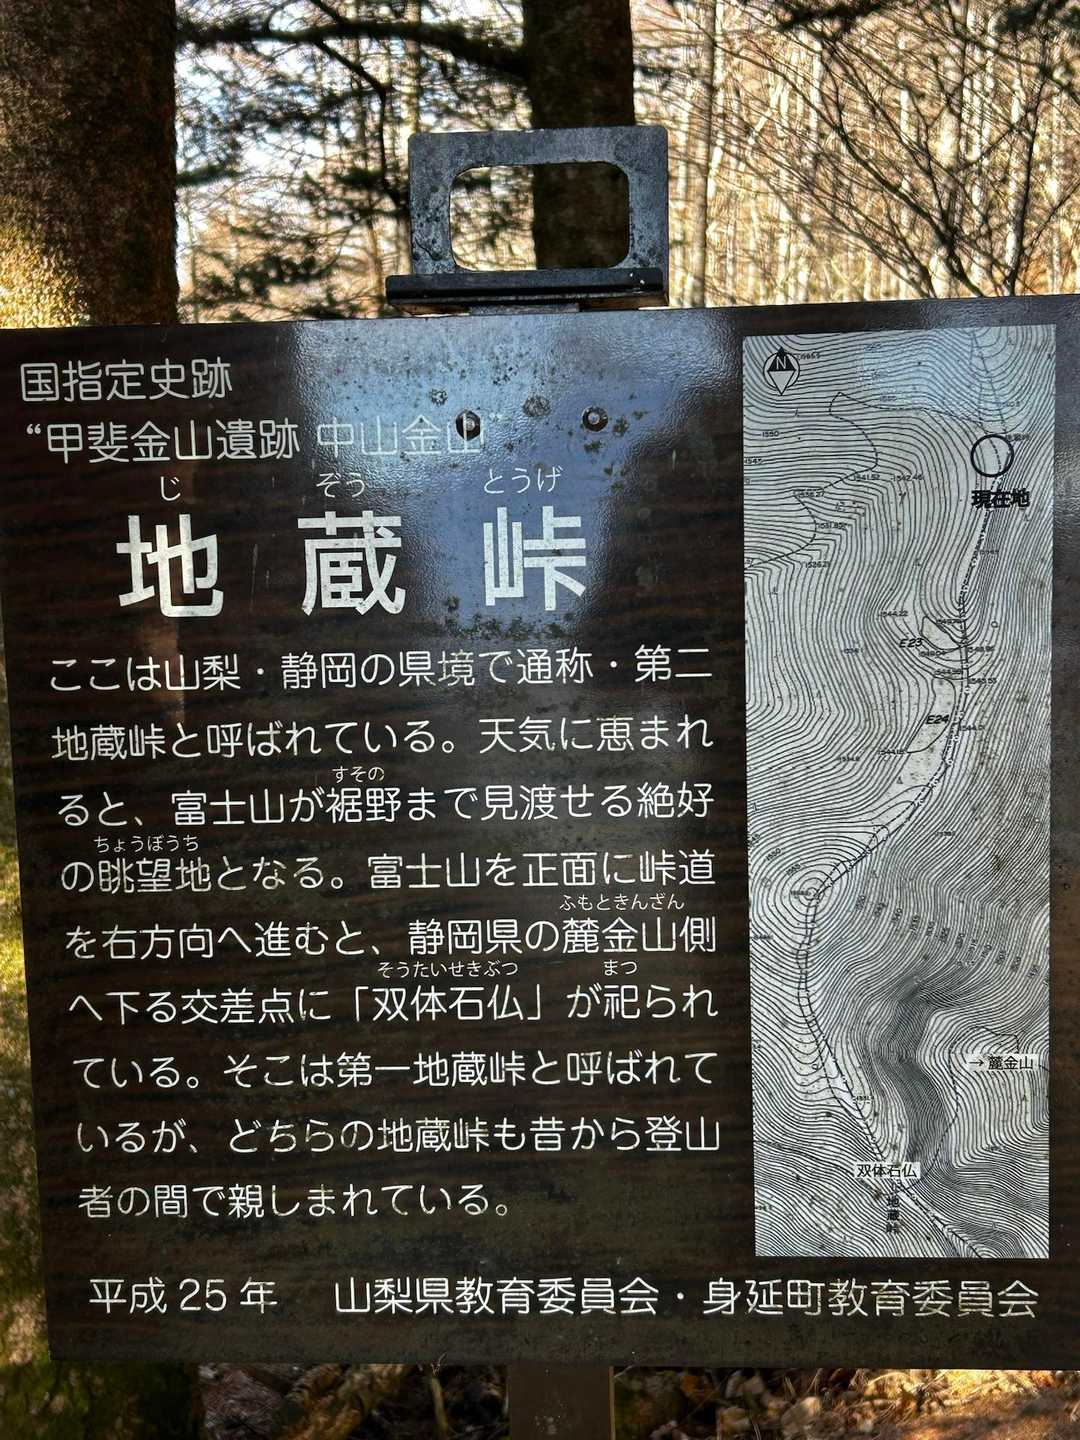 国指定史跡
“甲斐金山遺跡 中山金山”
じ ぞう とうげ
地蔵峠
ここは山梨・静岡の県境で通称・第二
地蔵峠と呼ばれている。天気に恵まれ
すその
ると、富士山が裾野まで見渡せる絶好
ちょうぼうち
の眺望地となる。富士山を正面に峠道
ふもときんざん
を右方向へ進むと、静岡県の麓金山側
そうたいせきぶつ まつ
へ下る交差点に「双体石仏」が祀られ
ている。そこは第一地蔵峠と呼ばれて
いるが、どちらの地蔵峠も昔から登山
者の間で親しまれている。
平成25年 山梨県教育委員会・身延町教育委員会
N
現在地
E23
E24
→麓金山
双体石仏
地蔵峠